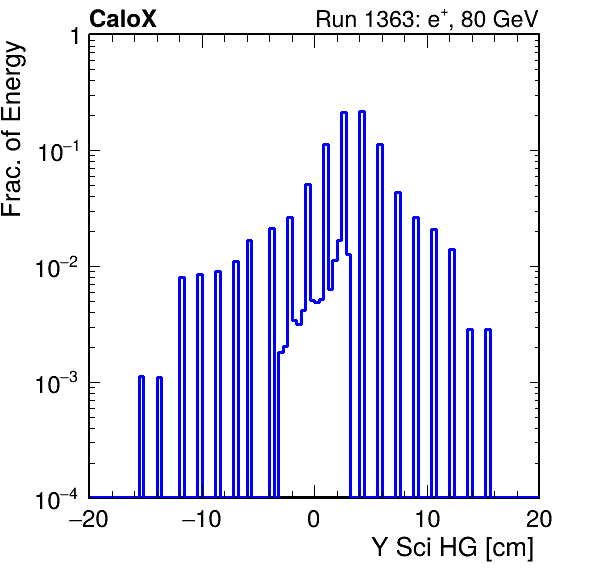 CaloX Run 1363: e⁺, 80 GeV
Frac. of Energy
1
10⁻¹
10⁻²
10⁻³
10⁻⁴
−20 −10 0 10 20
Y Sci HG [cm]